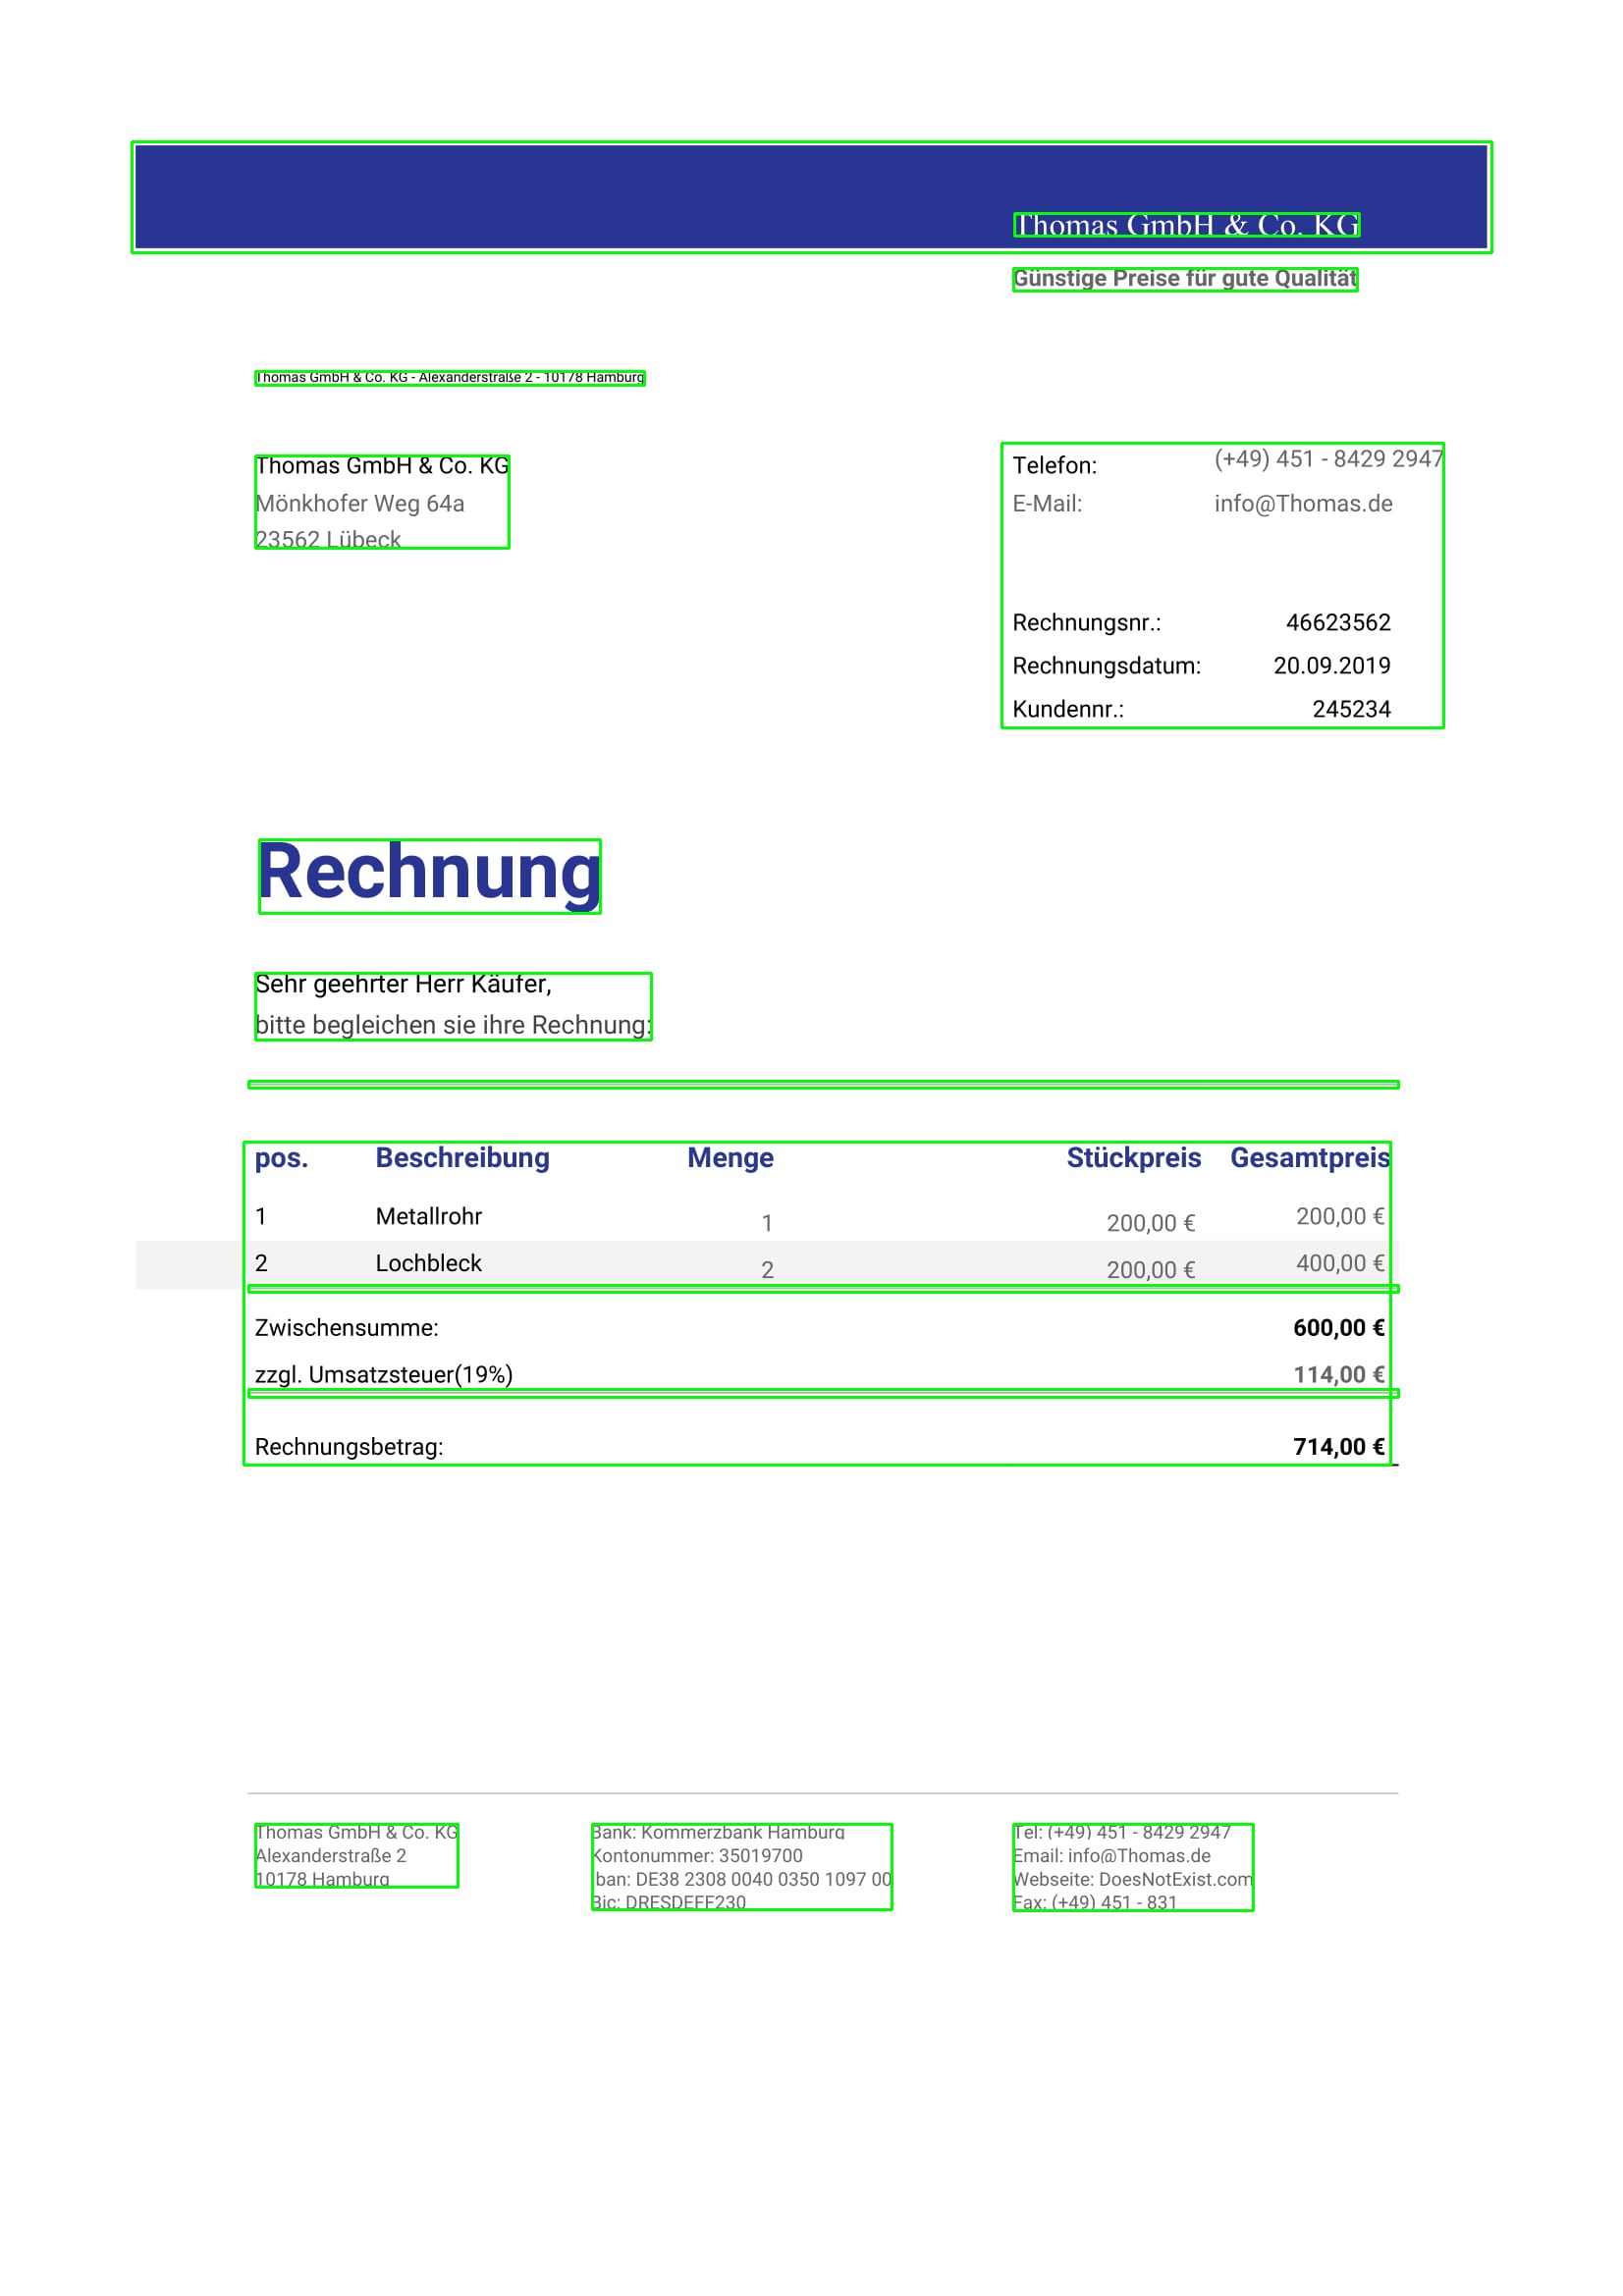 Thomas GmbH & Co. KG
Günstige Preise für gute Qualität
Thomas GmbH & Co. KG - Alexanderstraße 2 - 10178 Hamburg
Thomas GmbH & Co. KG
Mönkhofer Weg 64a
23562 Lübeck
Telefon: (+49) 451 - 8429 2947
E-Mail: info@Thomas.de
Rechnungsnr.: 46623562
Rechnungsdatum: 20.09.2019
Kundennr.: 245234
Rechnung
Sehr geehrter Herr Käufer,
bitte begleichen sie ihre Rechnung:
pos. Beschreibung Menge Stückpreis Gesamtpreis
1 Metallrohr 1 200,00 € 200,00 €
2 Lochbleck 2 200,00 € 400,00 €
Zwischensumme: 600,00 €
zzgl. Umsatzsteuer(19%) 114,00 €
Rechnungsbetrag: 714,00 €
Thomas GmbH & Co. KG
Alexanderstraße 2
10178 Hamburg
Bank: Kommerzbank Hamburg
Kontonummer: 35019700
Iban: DE38 2308 0040 0350 1097 00
Bic: DRESDEFF230
Tel: (+49) 451 - 8429 2947
Email: info@Thomas.de
Webseite: DoesNotExist.com
Fax: (+49) 451 - 831